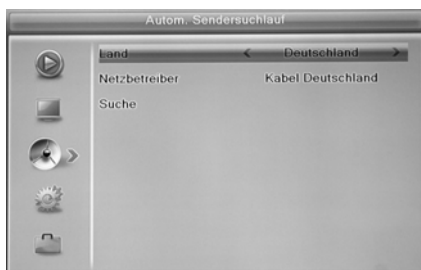 Autom. Sendersuchlauf
Land < Deutschland >
Netzbetreiber Kabel Deutschland
Suche